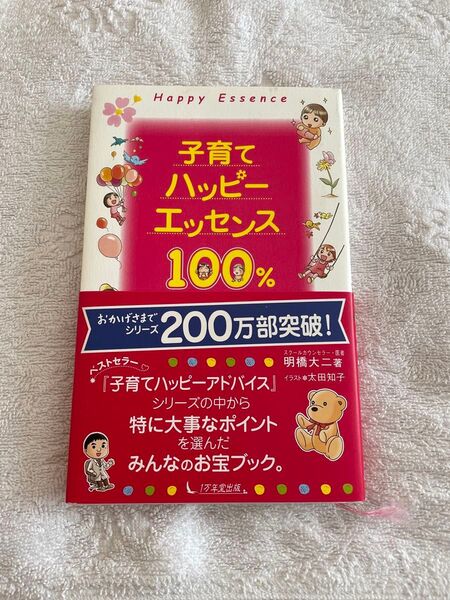 Happy Essence
子育て
ハッピー
エッセンス
100%
おかげさまで
シリーズ
200万部突破!
スクールカウンセラー・医者
明橋大二著
イラスト*太田知子
ベストセラー
『子育てハッピーアドバイス』
シリーズの中から
特に大事なポイント
を選んだ
みんなのお宝ブック。
1万年堂出版